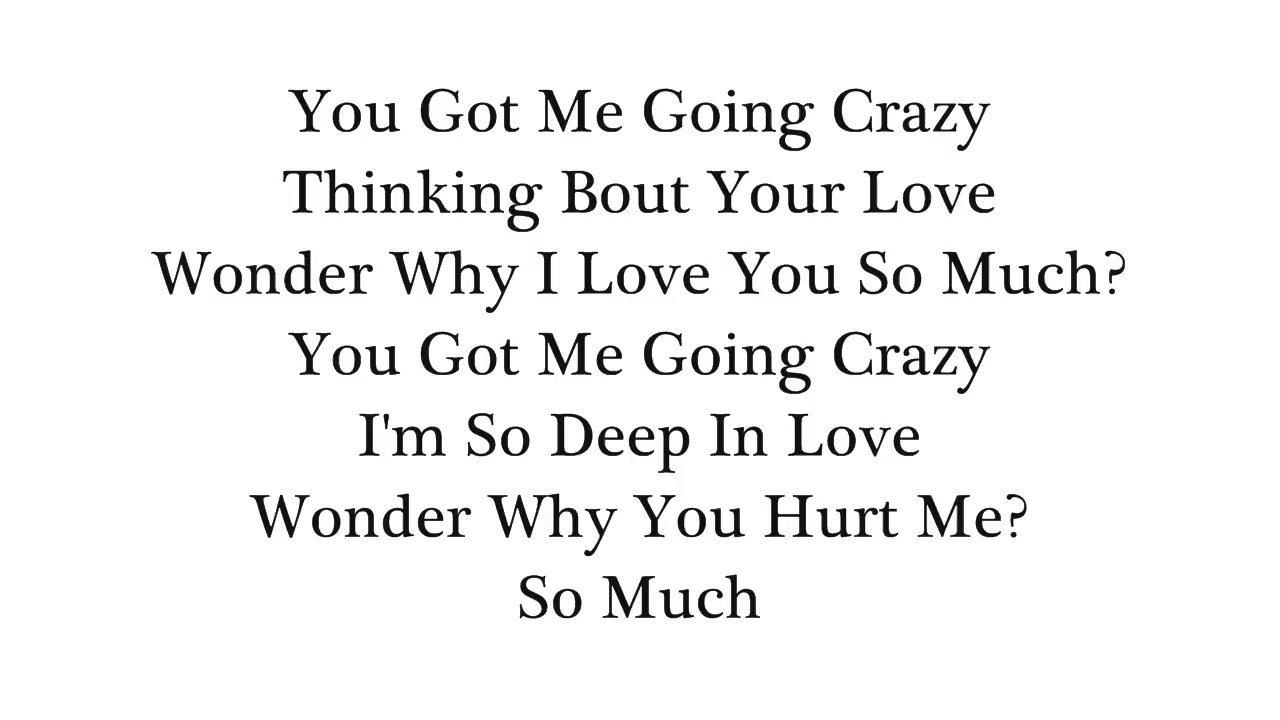 You Got Me Going Crazy
Thinking Bout Your Love
Wonder Why I Love You So Much?
You Got Me Going Crazy
I'm So Deep In Love
Wonder Why You Hurt Me?
So Much